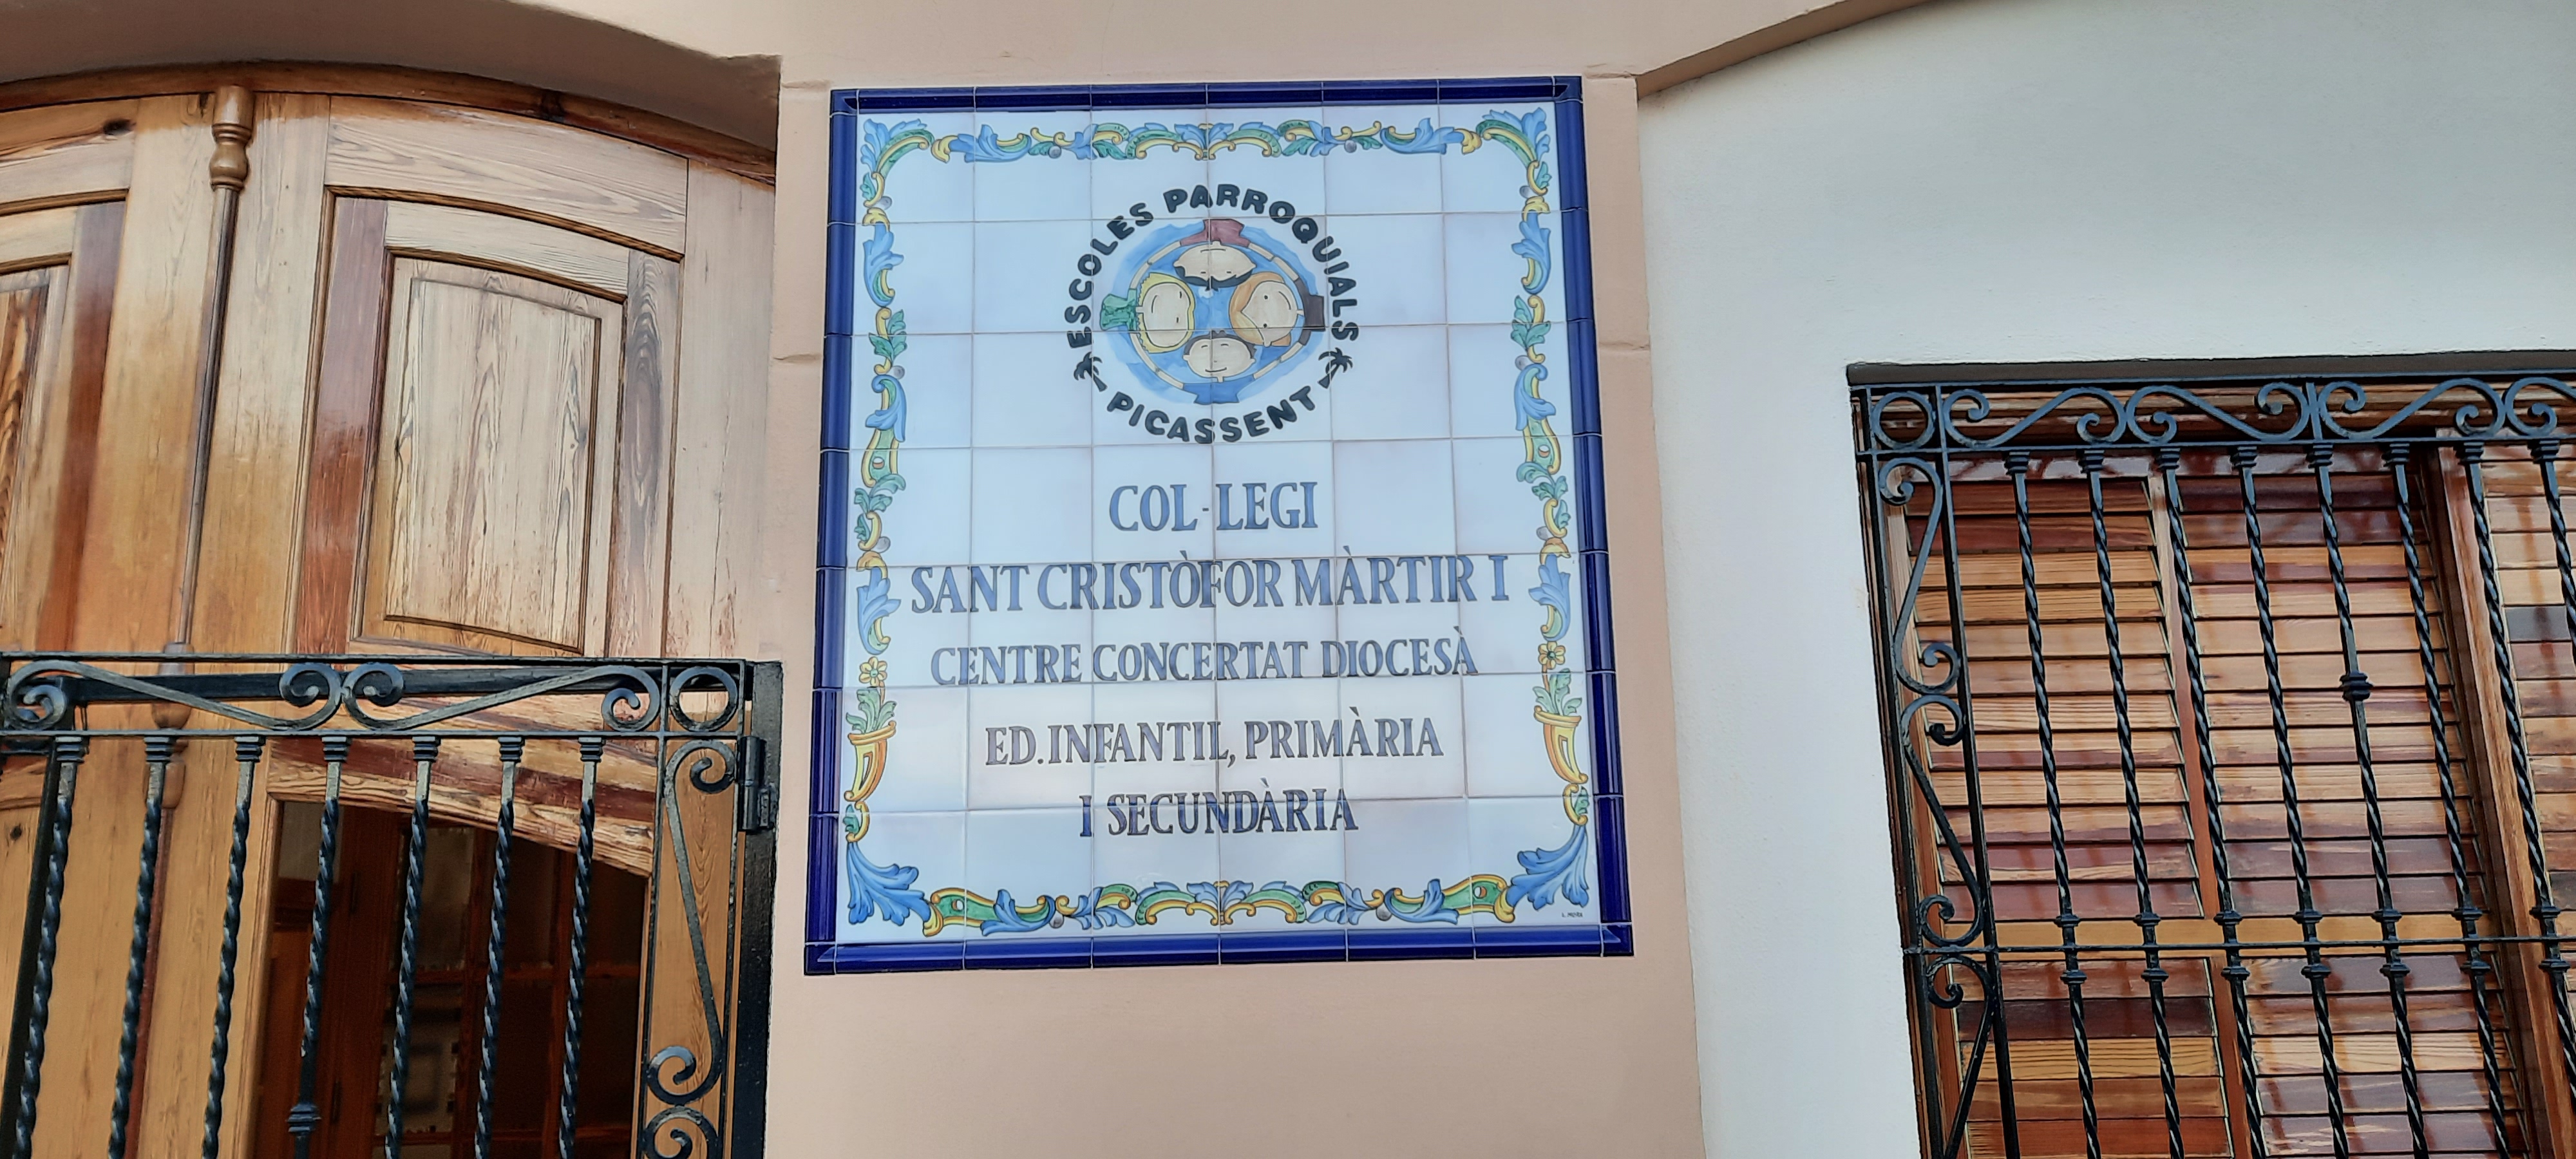 ESCOLES PARROQUIALS
PICASSENT
COL·LEGI
SANT CRISTÒFOR MÀRTIR I
CENTRE CONCERTAT DIOCESÀ
ED. INFANTIL, PRIMÀRIA
I SECUNDÀRIA